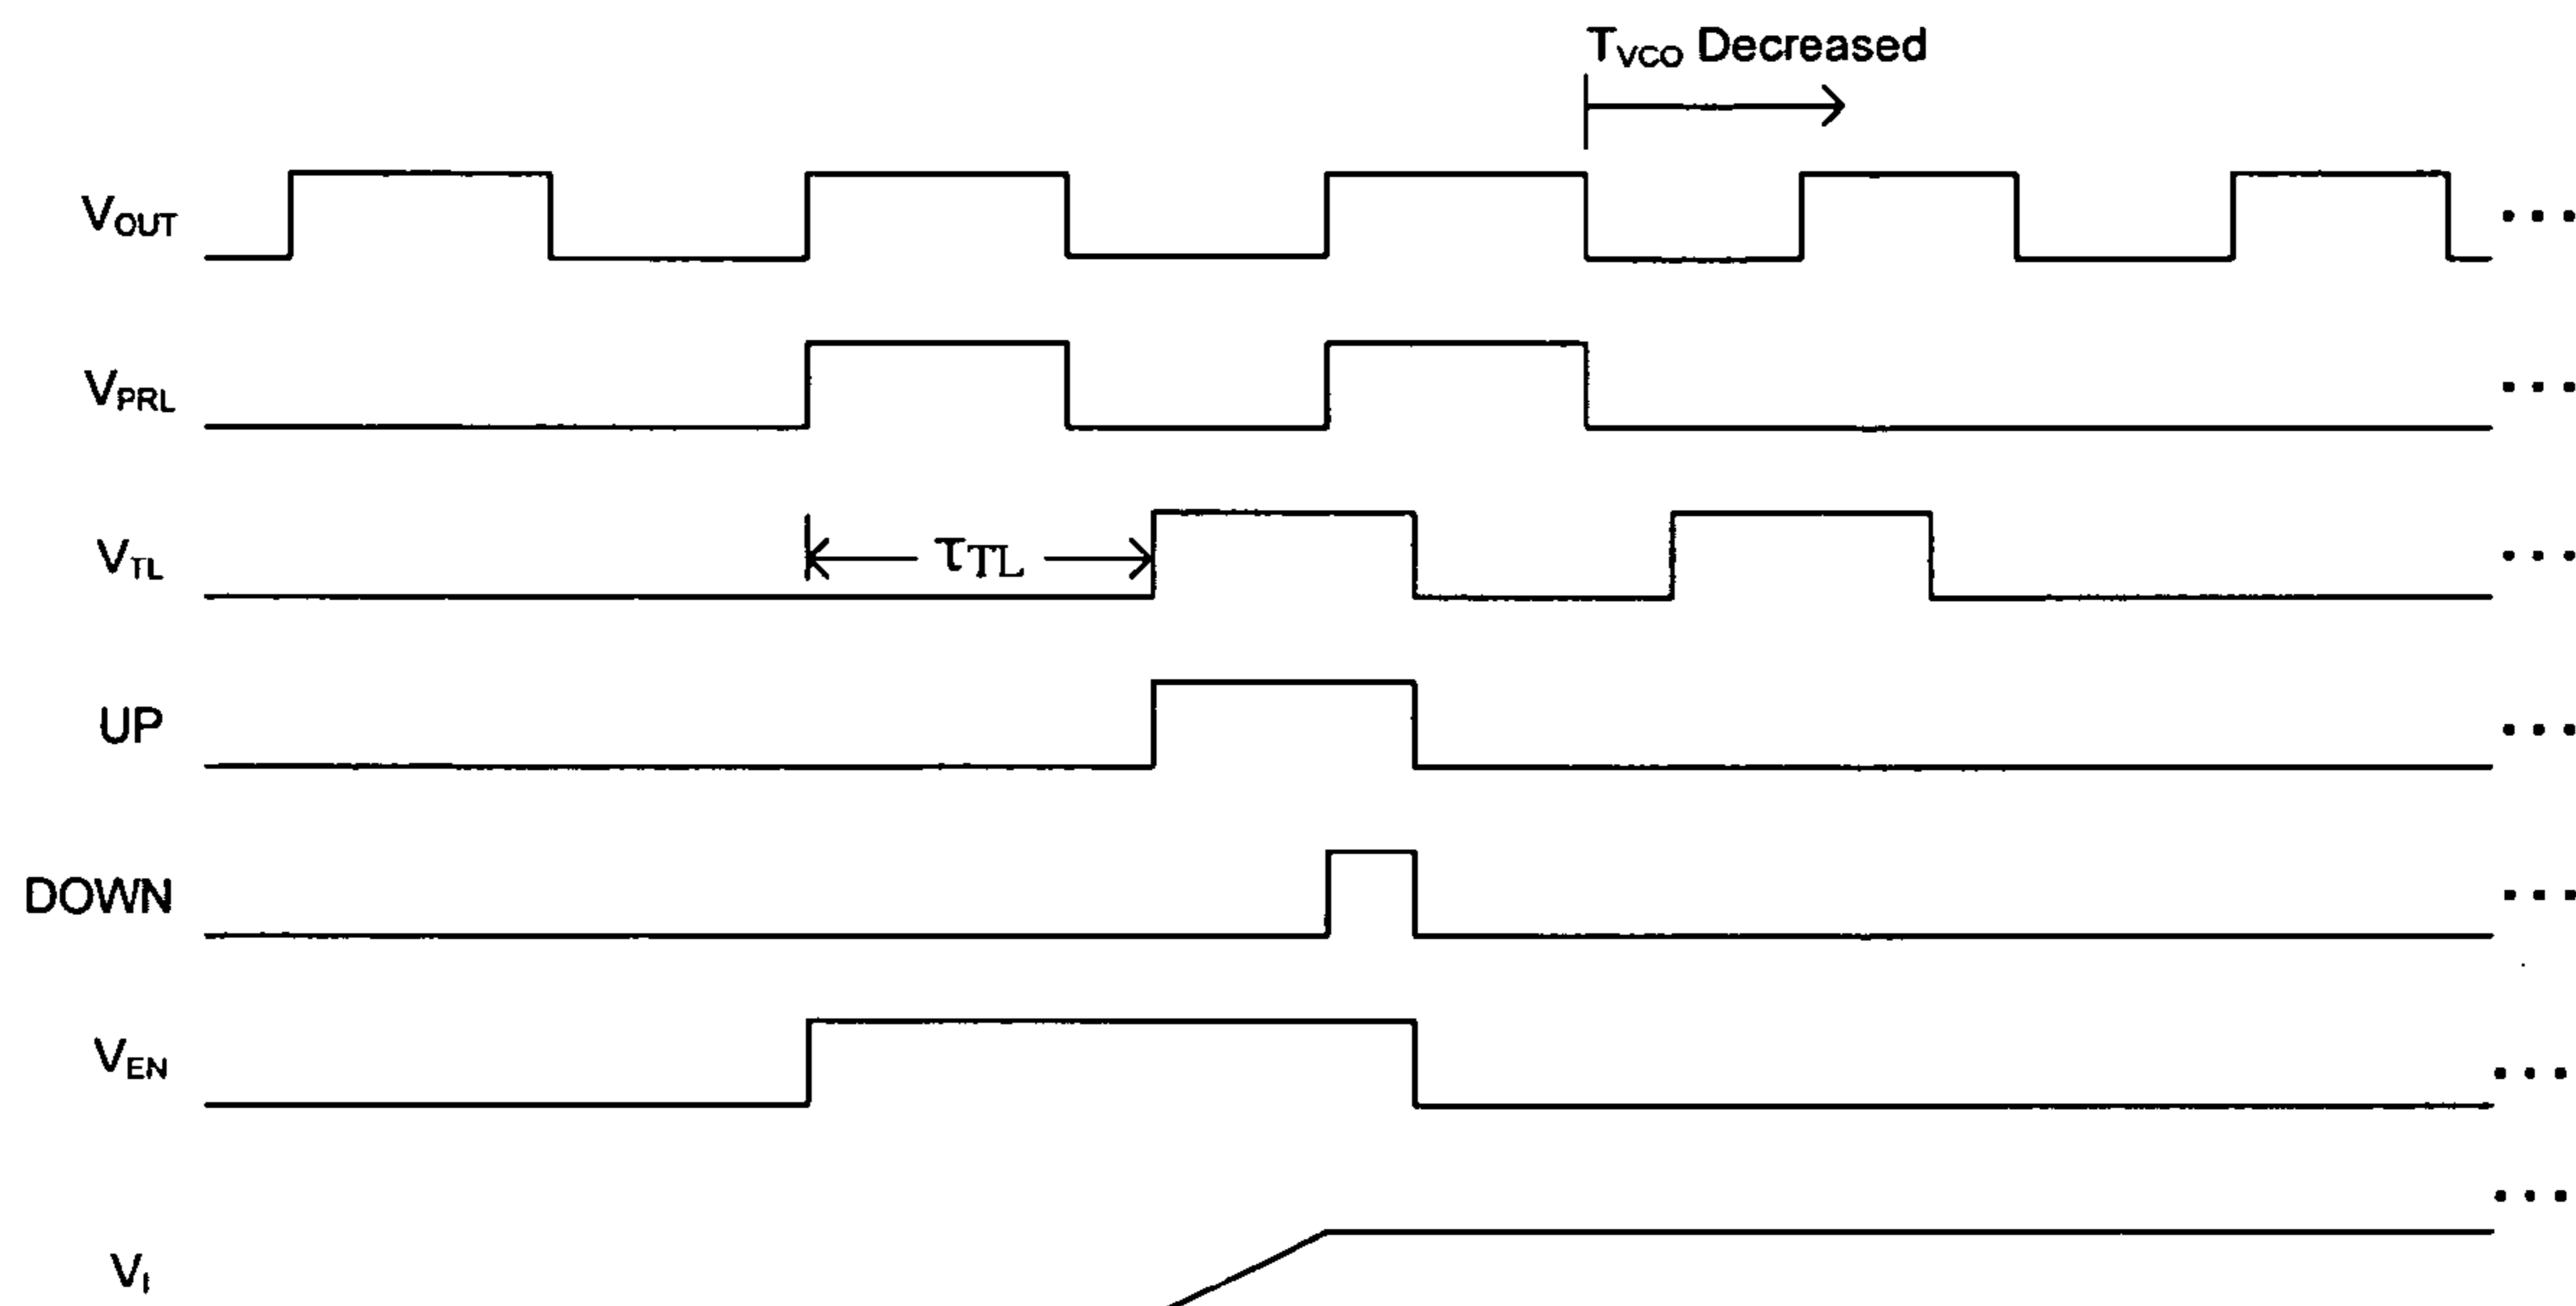 TVCO Decreased
VOUT
VPRL
VTL
τTL
UP
DOWN
VEN
VI